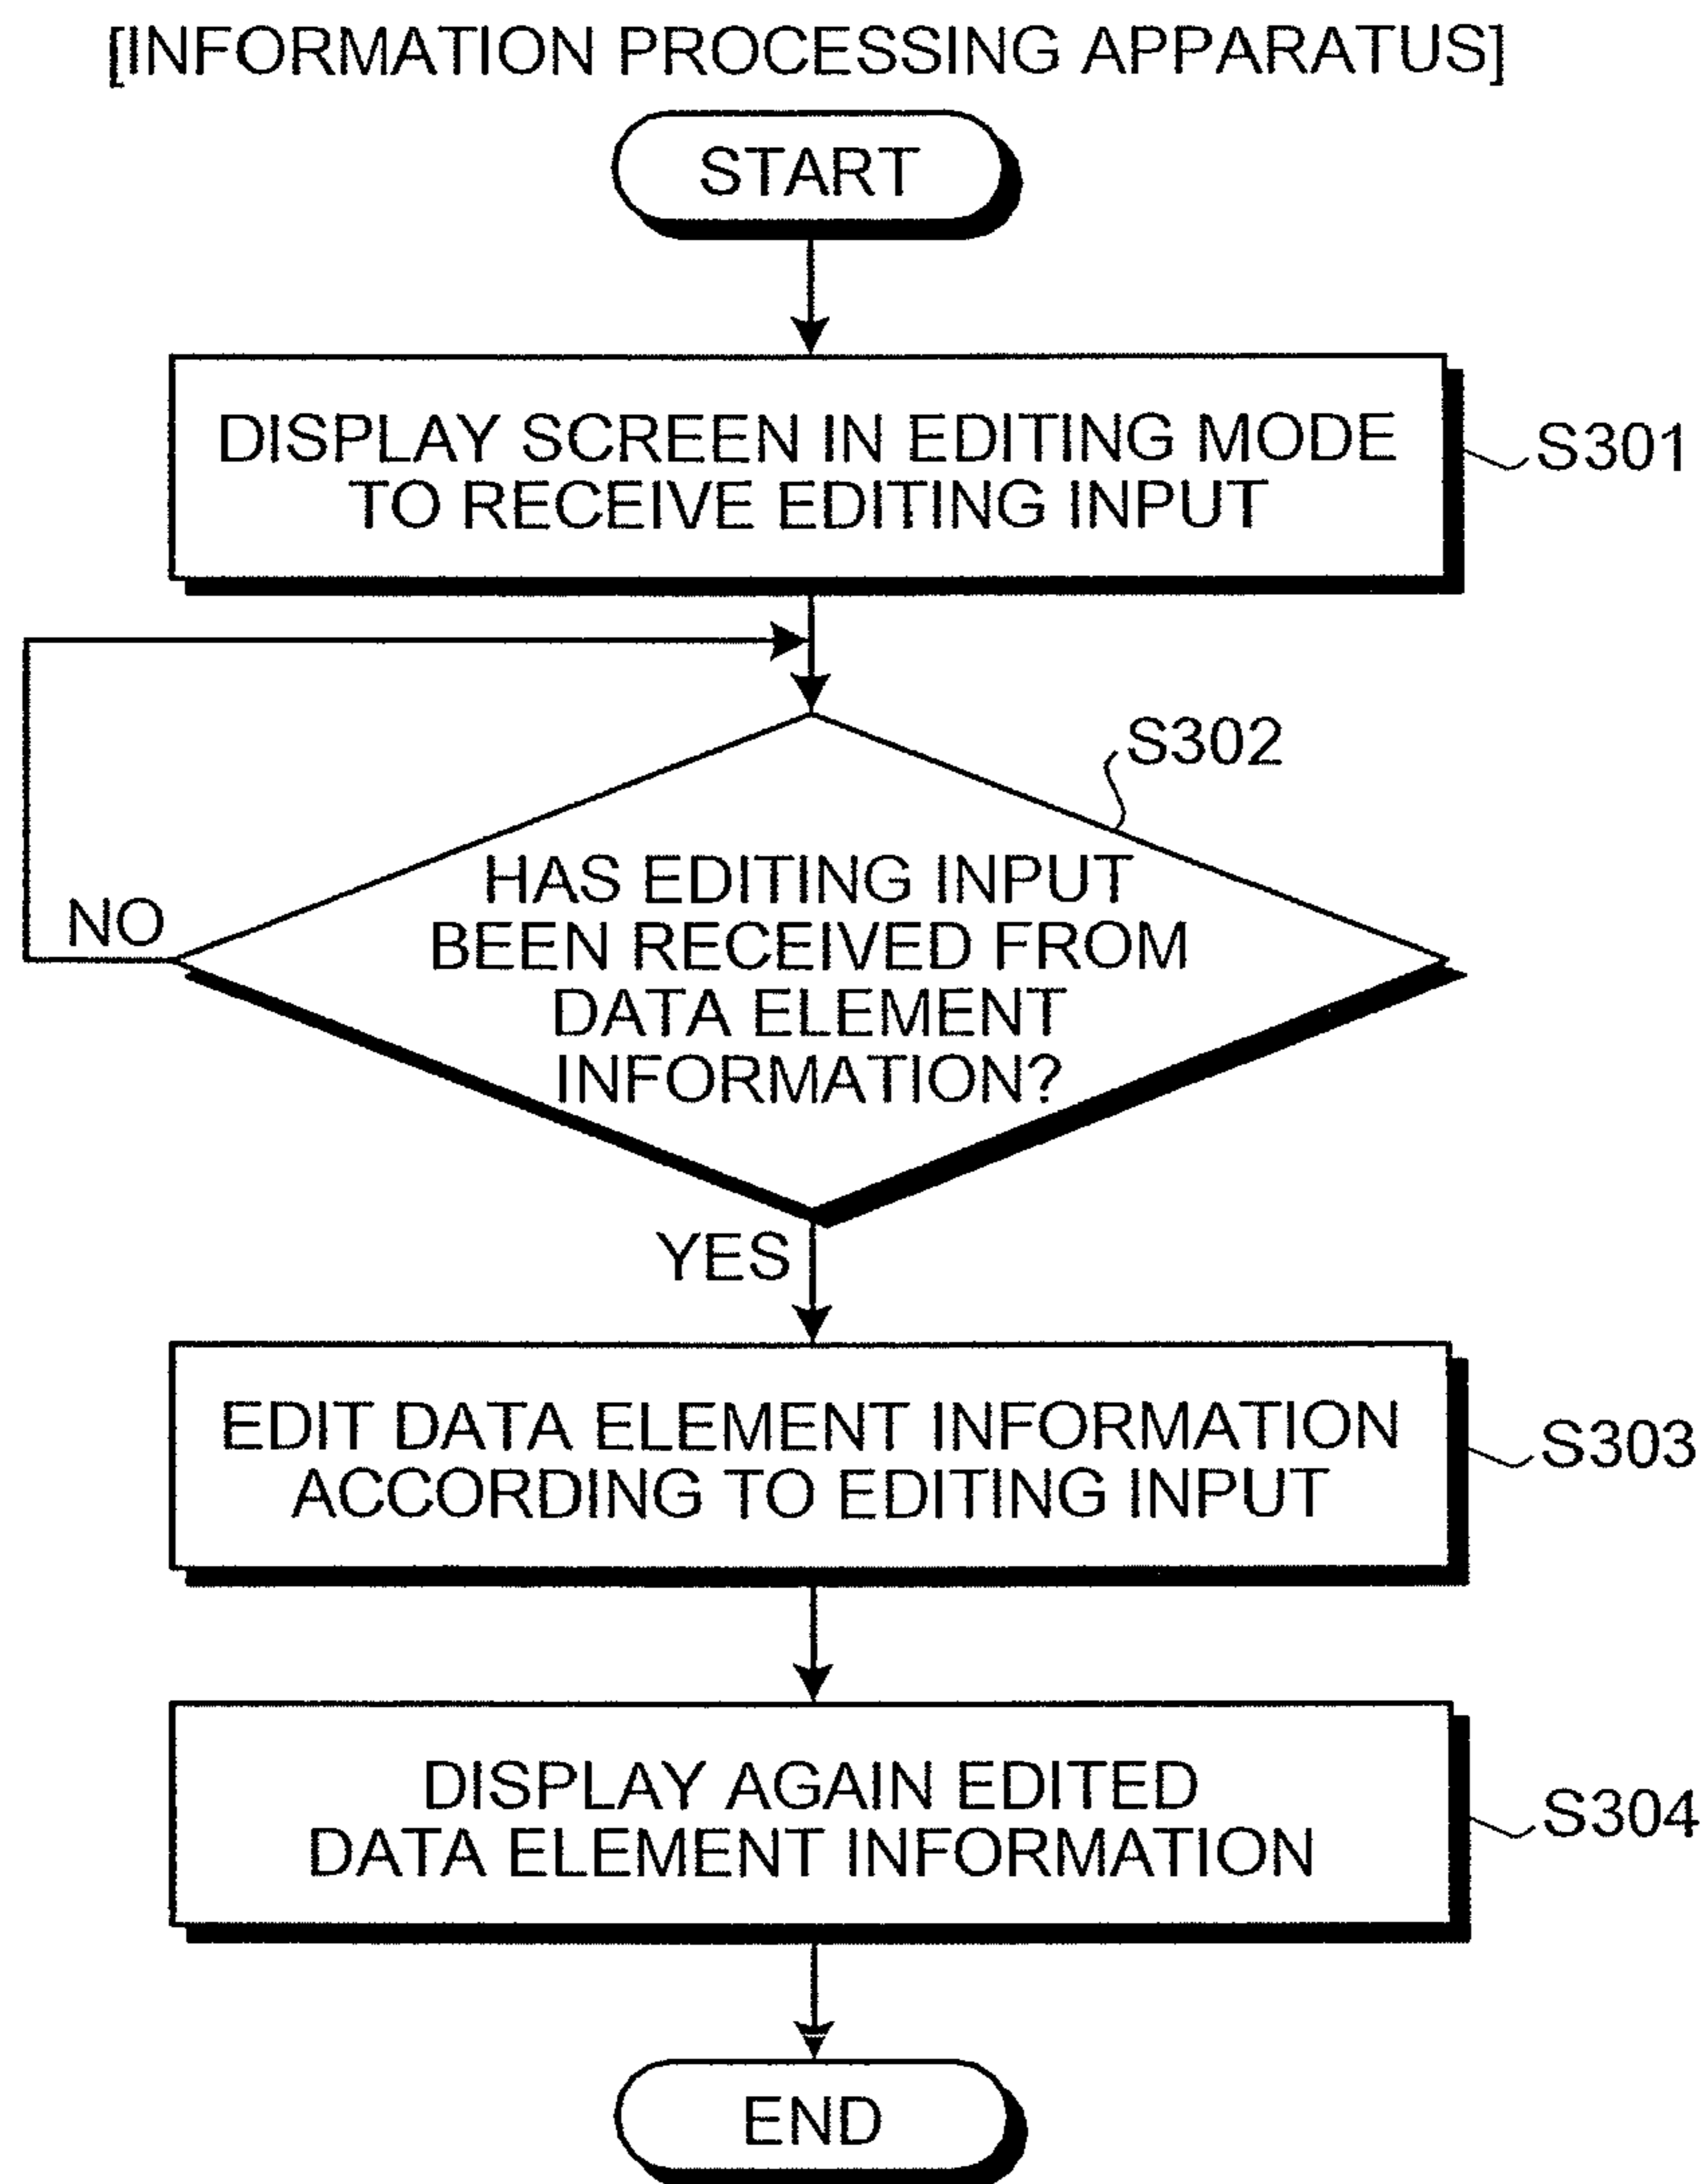 [INFORMATION PROCESSING APPARATUS]
START
DISPLAY SCREEN IN EDITING MODE
TO RECEIVE EDITING INPUT
S301
S302
HAS EDITING INPUT
BEEN RECEIVED FROM
DATA ELEMENT
INFORMATION?
NO
YES
EDIT DATA ELEMENT INFORMATION
ACCORDING TO EDITING INPUT
S303
DISPLAY AGAIN EDITED
DATA ELEMENT INFORMATION
S304
END